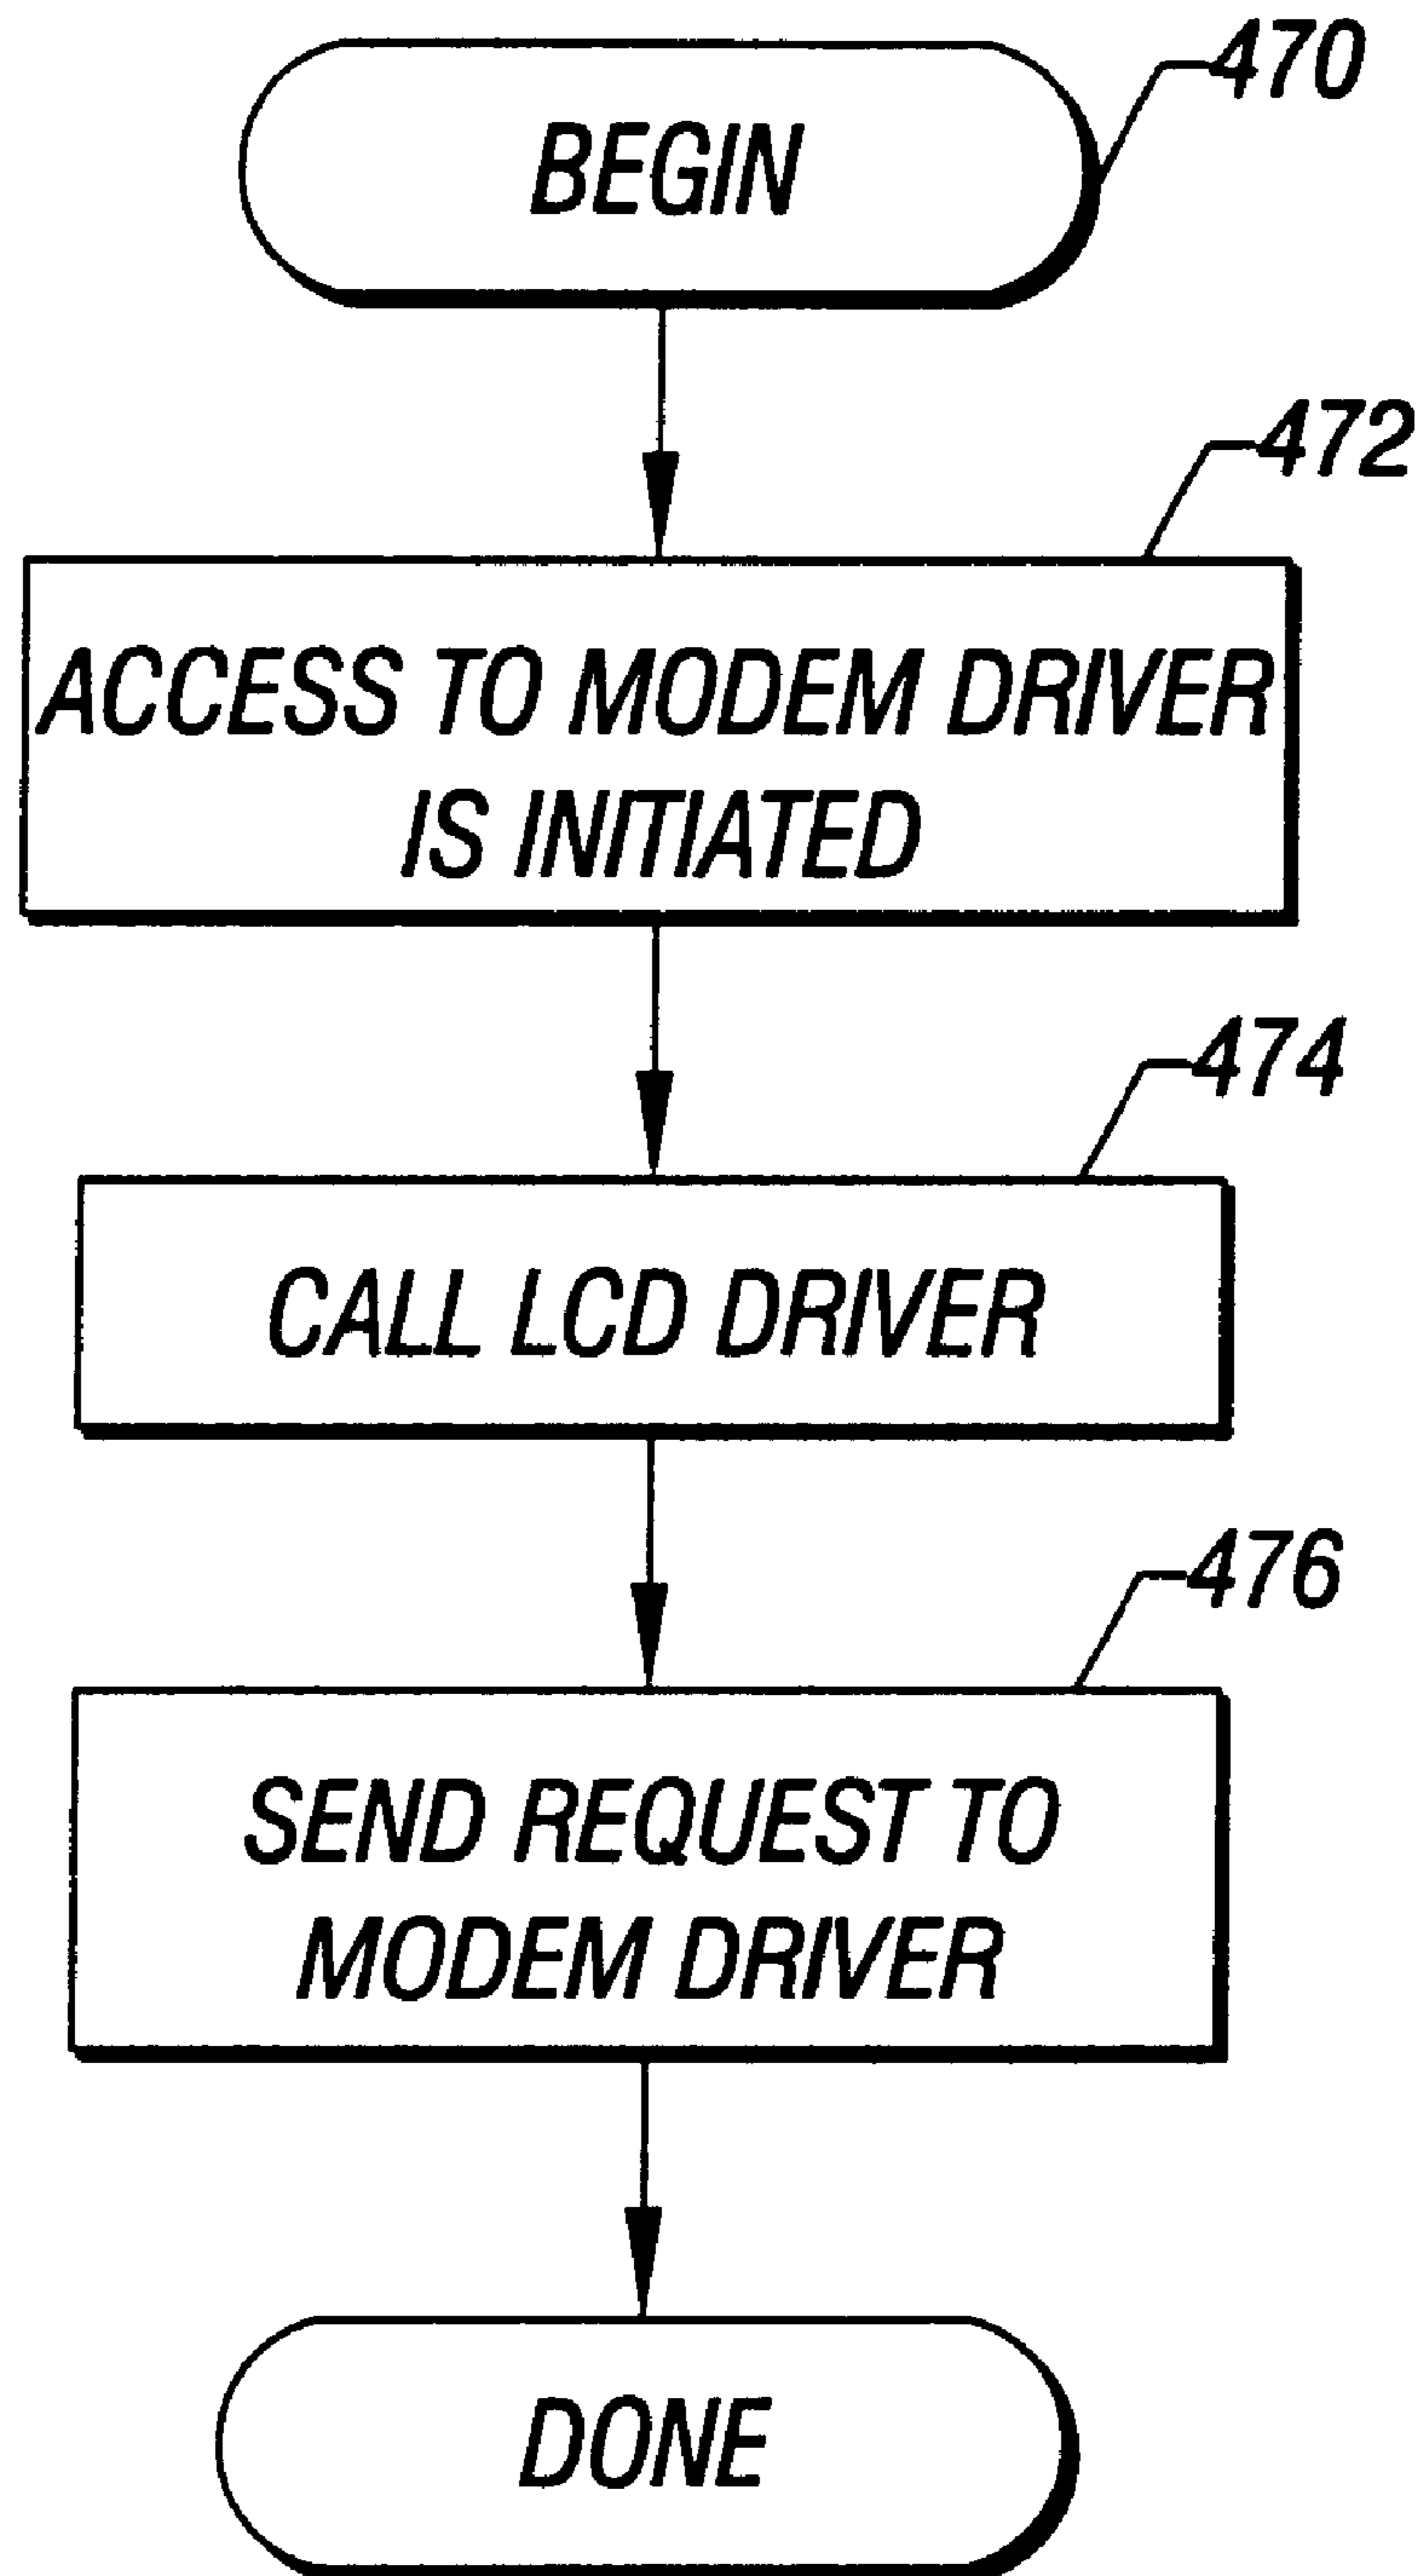 470
BEGIN
472
ACCESS TO MODEM DRIVER
IS INITIATED
474
CALL LCD DRIVER
476
SEND REQUEST TO
MODEM DRIVER
DONE